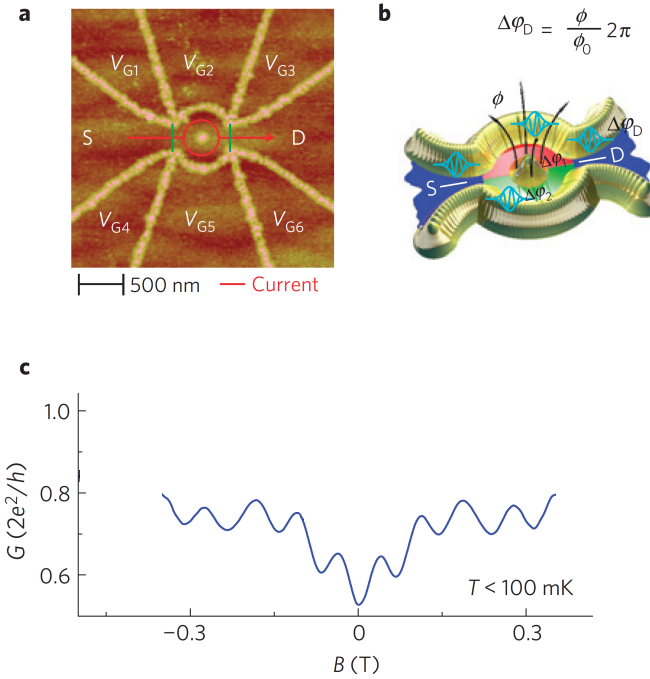 a
V_G1
V_G2
V_G3
S
D
V_G4
V_G5
V_G6
500 nm
Current
b
Δφ_D = ϕ/ϕ_0 2π
ϕ
Δφ_D
Δφ_1
D
S
Δφ_2
c
G (2e²/h)
1.0
0.8
0.6
T < 100 mK
−0.3
0
0.3
B (T)